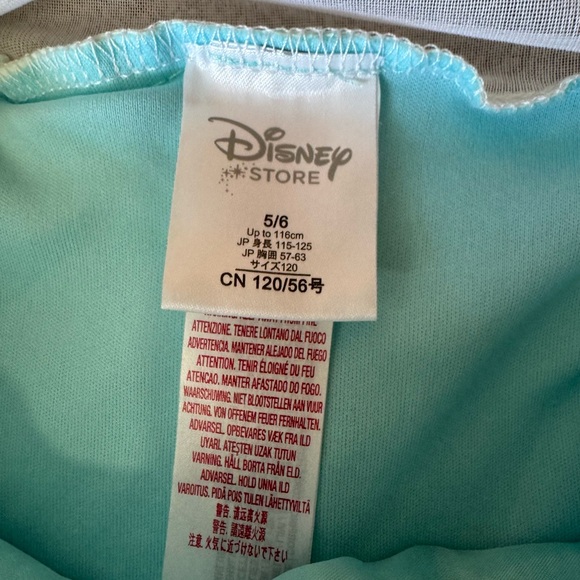 Disney
STORE
5/6
Up to 116cm
JP 身長 115-125
JP 胸囲 57-63
サイズ120
CN 120/56号
ATTENZIONE. TENERE LONTANO DAL FUOCO
ADVERTENCIA. MANTENER ALEJADO DEL FUEGO
ATTENTION. TENIR ÉLOIGNÉ DU FEU
ATENCAO. MANTER AFASTADO DO FOGO.
WAARSCHUWING. NIET BLOOTSTELLEN AAN VUUR
ACHTUNG. VON OFFENEM FEUER FERNHALTEN.
ADVARSEL. OPBEVARES VÆK FRA ILD
UYARI. ATEŞTEN UZAK TUTUN
VARNING. HÅLL BORTA FRÅN ELD.
ADVARSEL. HOLD UNNA ILD
VAROITUS. PIDÄ POIS TULEN LÄHETTYVILTÄ
警告. 请远离火源
警告. 請遠離火源
注意. 火気に近づけないで下さい